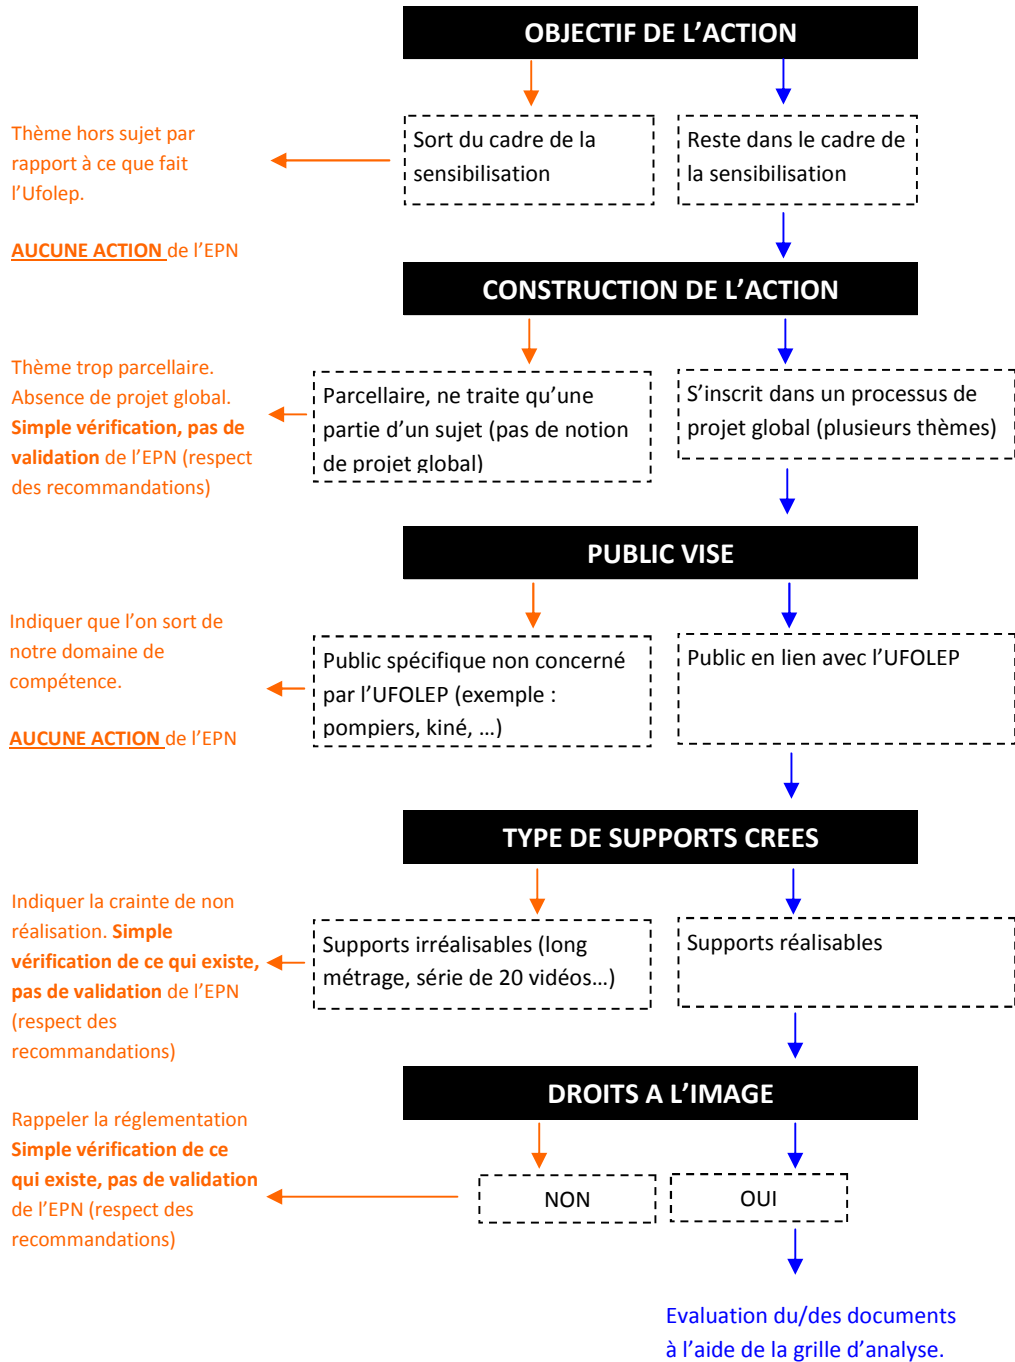 OBJECTIF DE L’ACTION
Thème hors sujet par
rapport à ce que fait
l’Ufolep.
AUCUNE ACTION de l’EPN
Sort du cadre de la
sensibilisation
Reste dans le cadre de
la sensibilisation
CONSTRUCTION DE L’ACTION
Thème trop parcellaire.
Absence de projet global.
Simple vérification, pas de
validation de l’EPN (respect
des recommandations)
Parcellaire, ne traite qu’une
partie d’un sujet (pas de notion
de projet global)
S’inscrit dans un processus de
projet global (plusieurs thèmes)
PUBLIC VISE
Indiquer que l’on sort de
notre domaine de
compétence.
AUCUNE ACTION de l’EPN
Public spécifique non concerné
par l’UFOLEP (exemple :
pompiers, kiné, …)
Public en lien avec l’UFOLEP
TYPE DE SUPPORTS CREES
Indiquer la crainte de non
réalisation. Simple
vérification de ce qui existe,
pas de validation de l’EPN
(respect des
recommandations)
Supports irréalisables (long
métrage, série de 20 vidéos…)
Supports réalisables
DROITS A L’IMAGE
Rappeler la réglementation
Simple vérification de ce
qui existe, pas de validation
de l’EPN (respect des
recommandations)
NON
OUI
Evaluation du/des documents
à l’aide de la grille d’analyse.